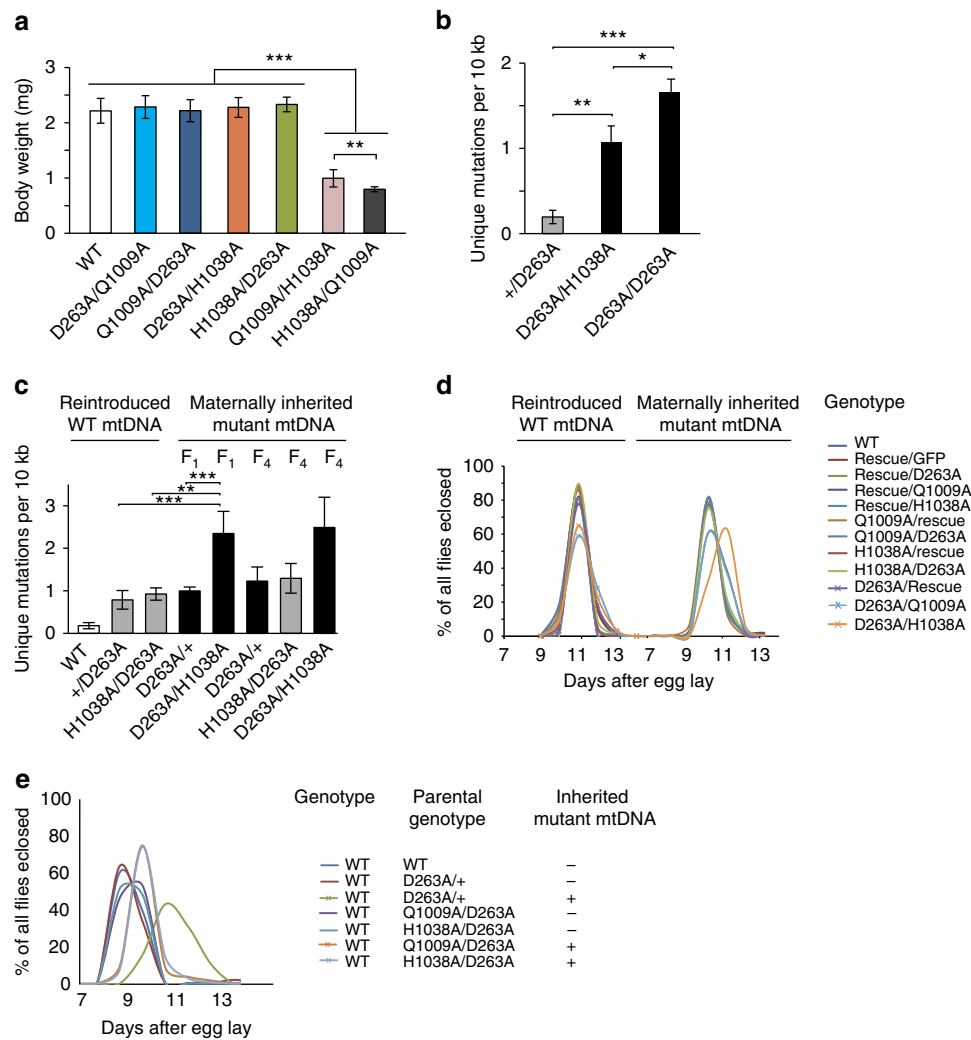 a
***
**
Body weight (mg)
3
2
1
0
WT
D263A/Q1009A
Q1009A/D263A
D263A/H1038A
H1038A/D263A
Q1009A/H1038A
H1038A/Q1009A
b
***
*
**
Unique mutations per 10 kb
2
1
0
+/D263A
D263A/H1038A
D263A/D263A
c
Reintroduced
WT mtDNA
Maternally inherited
mutant mtDNA
F1 F1 F4 F4 F4
***
**
***
Unique mutations per 10 kb
3
2
1
0
WT
+/D263A
H1038A/D263A
D263A/+
D263A/H1038A
D263A/+
H1038A/D263A
D263A/H1038A
d
Reintroduced
WT mtDNA
Maternally inherited
mutant mtDNA
% of all flies eclosed
100
80
60
40
20
0
7 9 11 13 7 9 11 13
Days after egg lay
Genotype
WT
Rescue/GFP
Rescue/D263A
Rescue/Q1009A
Rescue/H1038A
Q1009A/rescue
Q1009A/D263A
H1038A/rescue
H1038A/D263A
D263A/Rescue
D263A/Q1009A
D263A/H1038A
e
% of all flies eclosed
100
80
60
40
20
0
7 9 11 13
Days after egg lay
Genotype Parental genotype Inherited mutant mtDNA
WT WT −
WT D263A/+ −
WT D263A/+ +
WT Q1009A/D263A −
WT H1038A/D263A −
WT Q1009A/D263A +
WT H1038A/D263A +